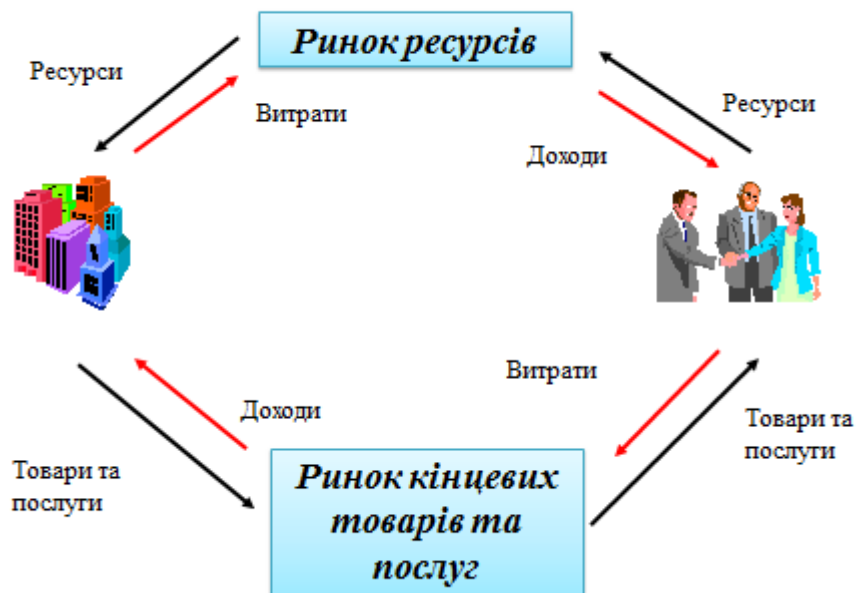 Ринок ресурсів
Ресурси
Витрати
Ресурси
Доходи
Витрати
Доходи
Товари та
послуги
Товари та
послуги
Ринок кінцевих
товарів та
послуг